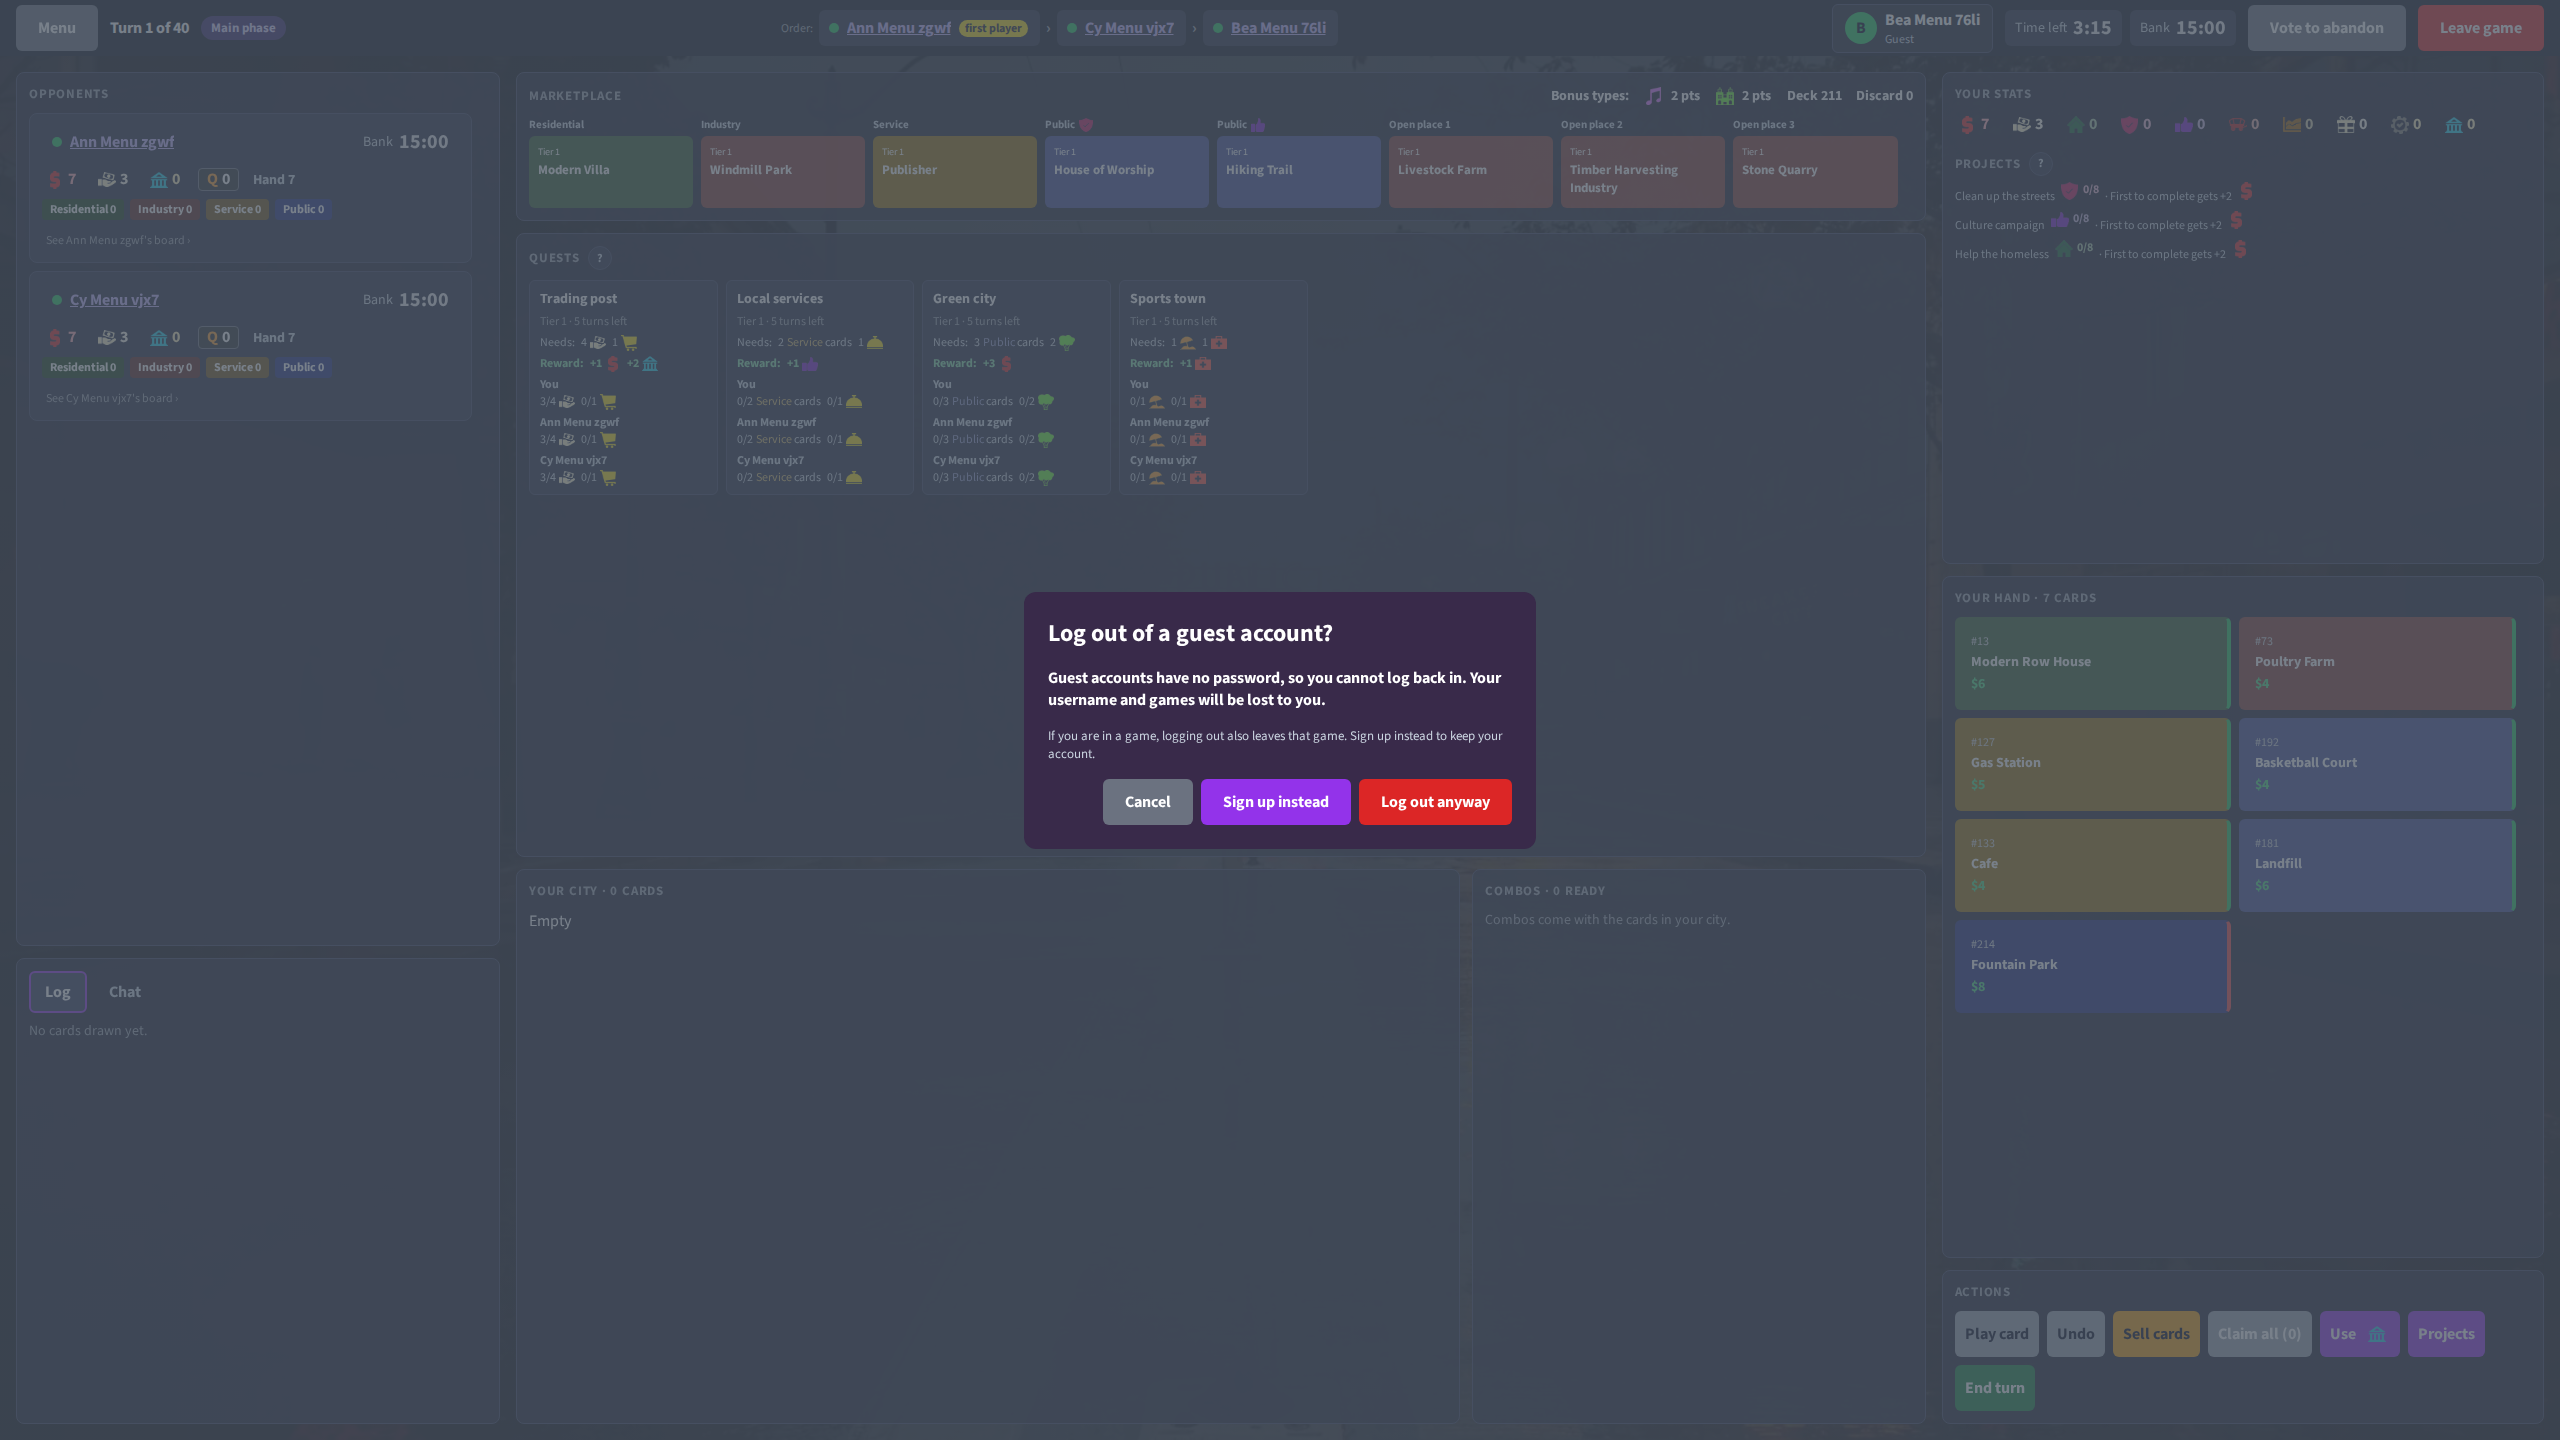 Menu Turn 1 of 40 Main phase Order: Ann Menu zgwf first player › Cy Menu vjx7 › Bea Menu 76li B Bea Menu 76li Time left 3:15 Bank 15:00 Vote to abandon Leave game
Guest
OPPONENTS
Ann Menu zgwf Bank 15:00
7 3 0 Q 0 Hand 7
Residential 0 Industry 0 Service 0 Public 0
See Ann Menu zgwf's board ›
Cy Menu vjx7 Bank 15:00
7 3 0 Q 0 Hand 7
Residential 0 Industry 0 Service 0 Public 0
See Cy Menu vjx7's board ›
Log Chat
No cards drawn yet.
MARKETPLACE Bonus types: 2 pts 2 pts Deck 211 Discard 0
Residential Industry Service Public Public Open place 1 Open place 2 Open place 3
Tier 1 Tier 1 Tier 1 Tier 1 Tier 1 Tier 1 Tier 1 Tier 1
Modern Villa Windmill Park Publisher House of Worship Hiking Trail Livestock Farm Timber Harvesting Stone Quarry
Industry
QUESTS ?
Trading post
Tier 1 · 5 turns left
Needs: 4 1
Reward: +1 +2
You
3/4 0/1
Ann Menu zgwf
3/4 0/1
Cy Menu vjx7
3/4 0/1
Local services
Tier 1 · 5 turns left
Needs: 2 Service cards 1
Reward: +1
You
0/2 Service cards 0/1
Ann Menu zgwf
0/2 Service cards 0/1
Cy Menu vjx7
0/2 Service cards 0/1
Green city
Tier 1 · 5 turns left
Needs: 3 Public cards 2
Reward: +3
You
0/3 Public cards 0/2
Ann Menu zgwf
0/3 Public cards 0/2
Cy Menu vjx7
0/3 Public cards 0/2
Sports town
Tier 1 · 5 turns left
Needs: 1 1
Reward: +1
You
0/1 0/1
Ann Menu zgwf
0/1 0/1
Cy Menu vjx7
0/1 0/1
Log out of a guest account?
Guest accounts have no password, so you cannot log back in. Your
username and games will be lost to you.
If you are in a game, logging out also leaves that game. Sign up instead to keep your
account.
Cancel Sign up instead Log out anyway
YOUR CITY · 0 CARDS
Empty
COMBOS · 0 READY
Combos come with the cards in your city.
YOUR STATS
7 3 0 0 0 0 0 0 0 0
PROJECTS ?
Clean up the streets 0/8 · First to complete gets +2
Culture campaign 0/8 · First to complete gets +2
Help the homeless 0/8 · First to complete gets +2
YOUR HAND · 7 CARDS
#13
Modern Row House
$6
#73
Poultry Farm
$4
#127
Gas Station
$5
#192
Basketball Court
$4
#133
Cafe
$4
#181
Landfill
$6
#214
Fountain Park
$8
ACTIONS
Play card Undo Sell cards Claim all (0) Use Projects
End turn